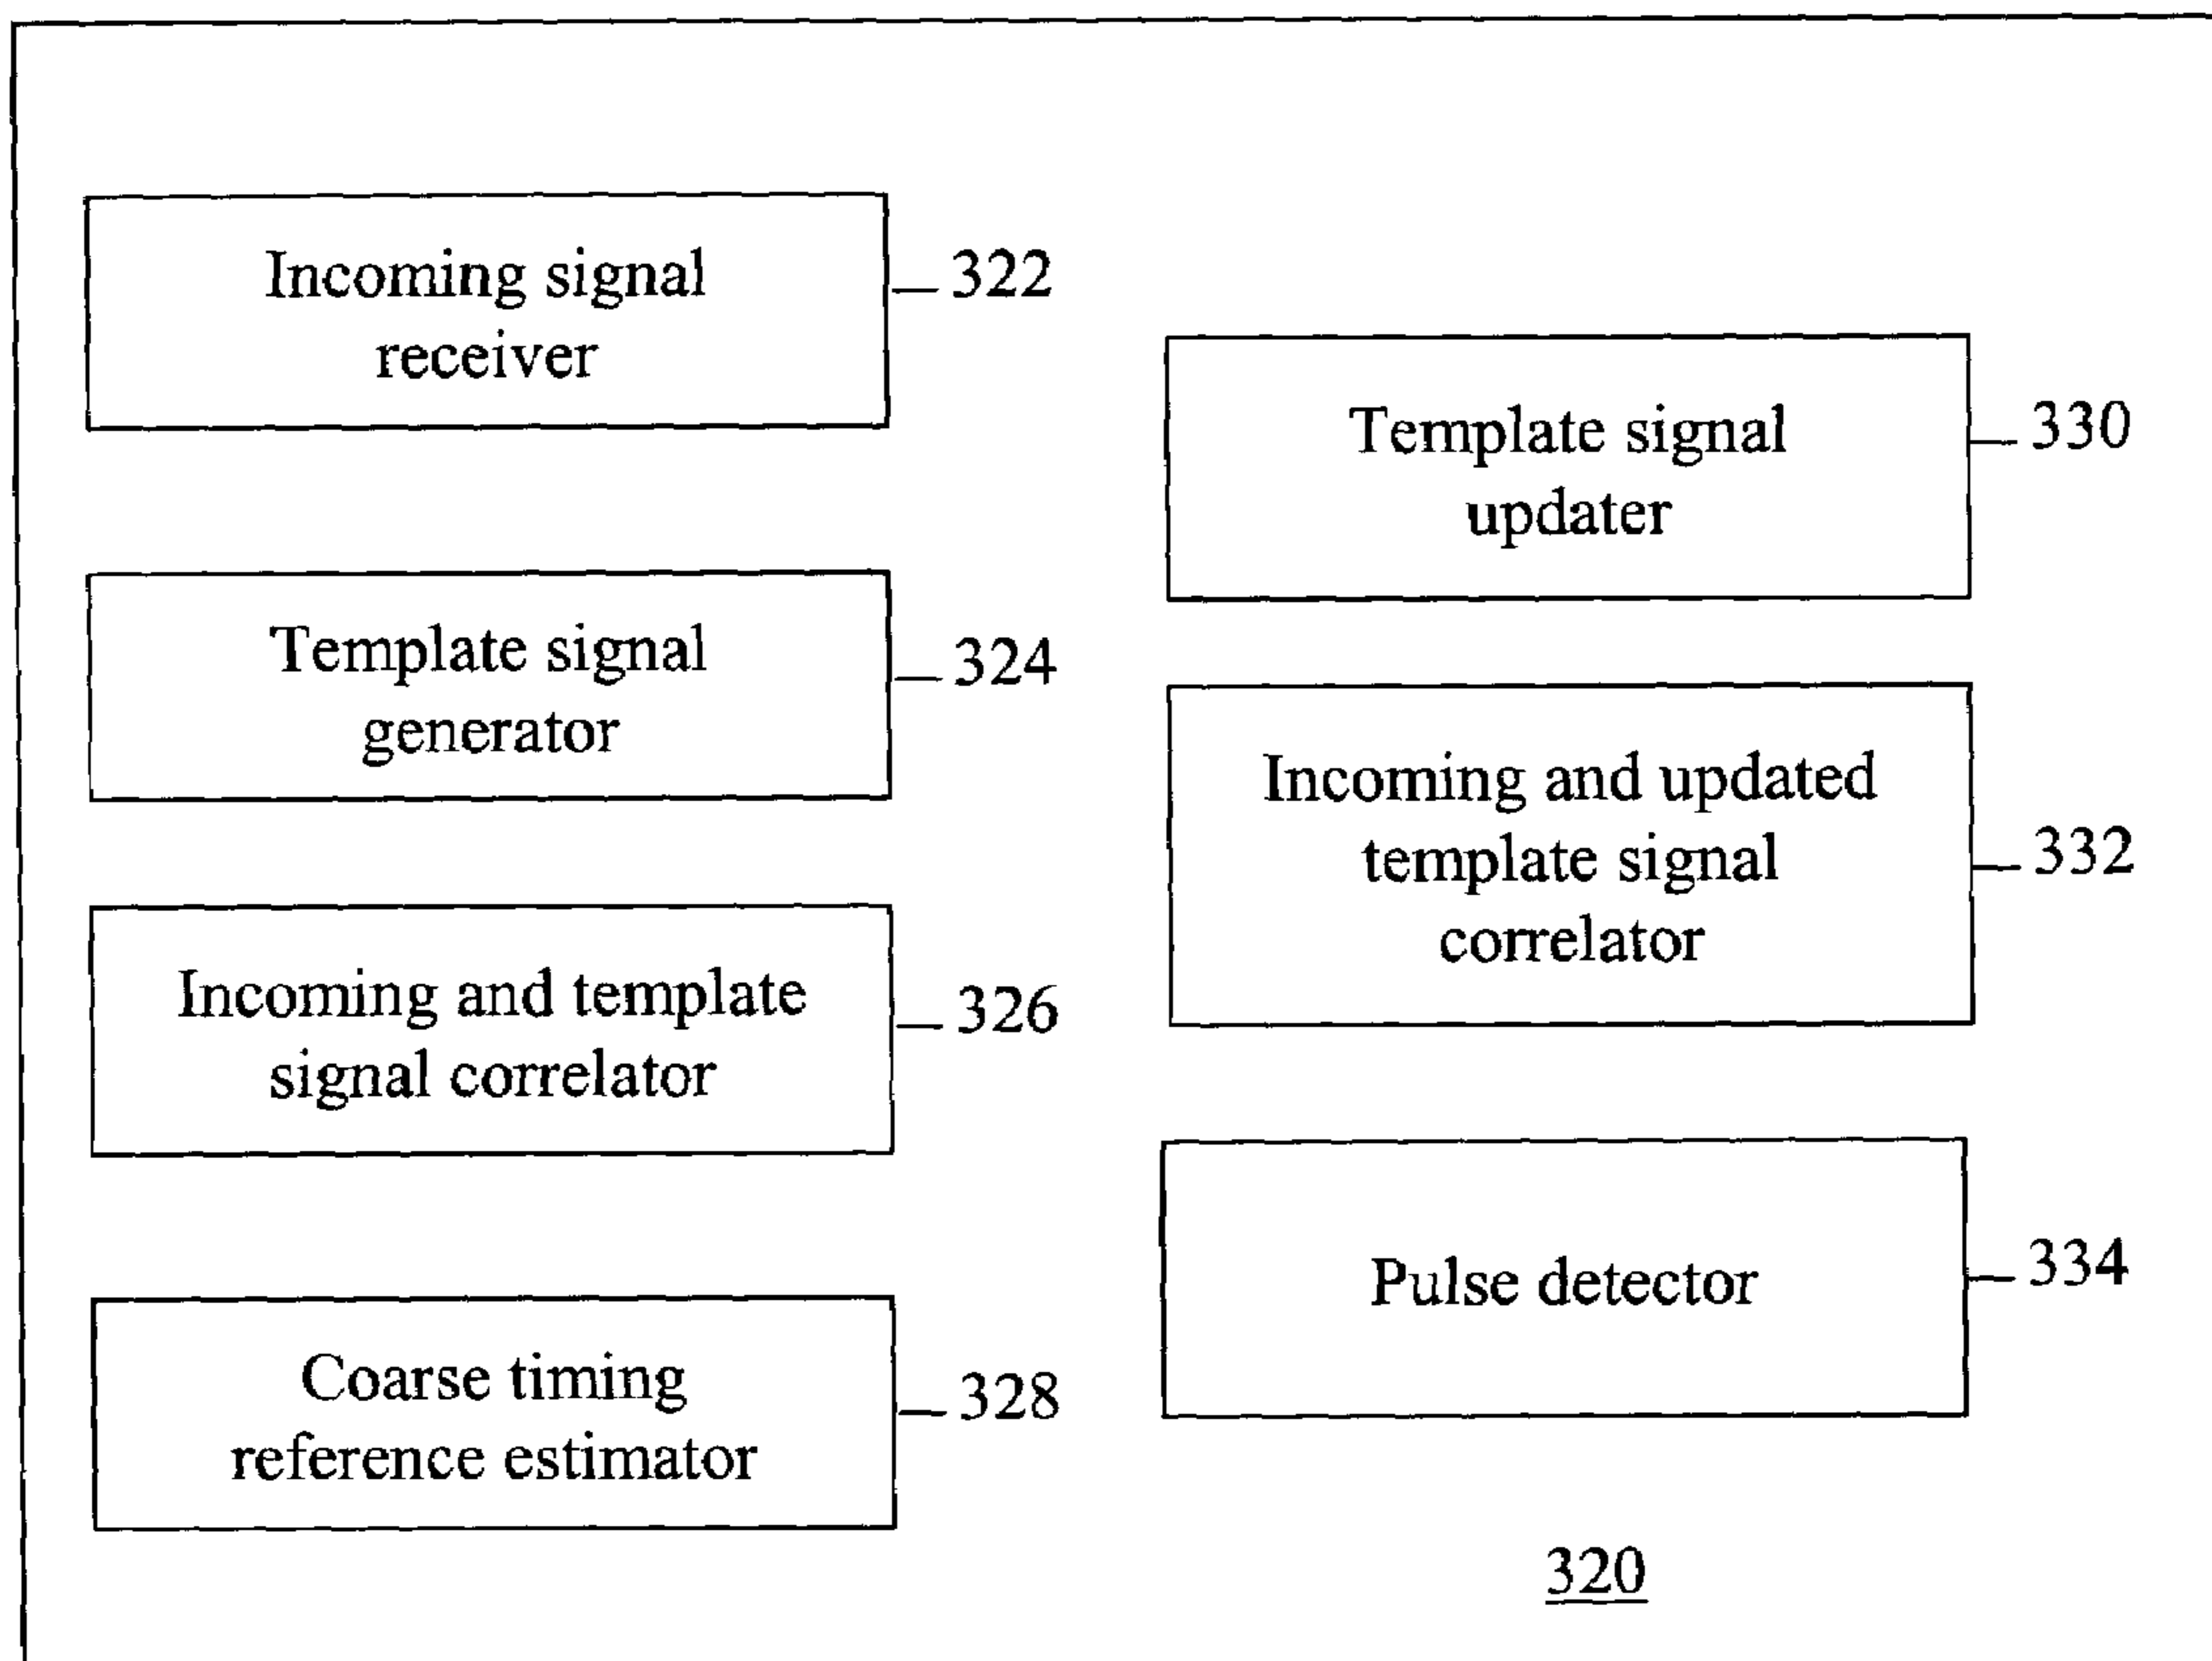 Incoming signal
receiver
322
Template signal
generator
324
Incoming and template
signal correlator
326
Coarse timing
reference estimator
328
Template signal
updater
330
Incoming and updated
template signal
correlator
332
Pulse detector
334
320